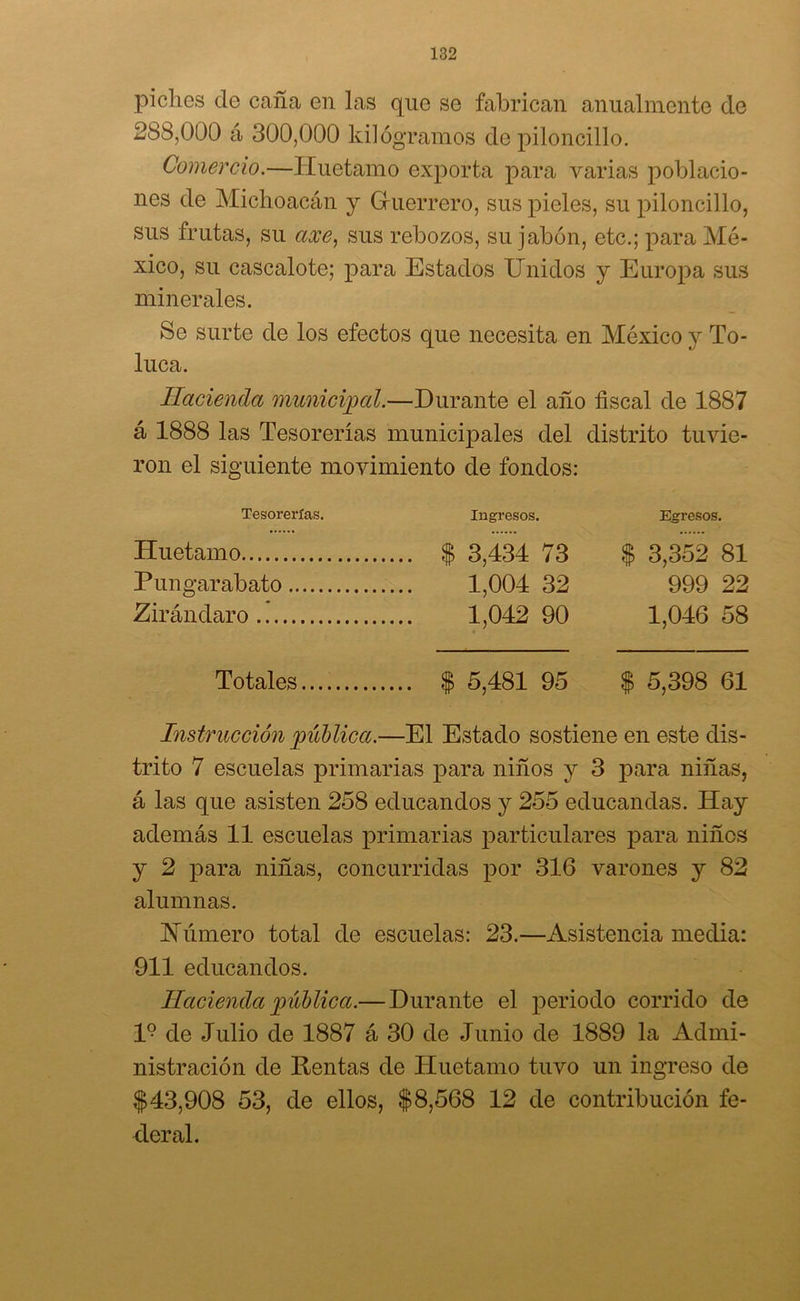 132
piches de caña en las que se fabrican anualmente de
288,000 á 300,000 kilógramos de piloncillo.
Comercio.—Huetamo exporta para varias poblacio-
nes de Michoacán y Guerrero, sus pieles, su piloncillo,
sus frutas, su axe, sus rebozos, su jabón, etc.; para Mé-
xico, su cascalote; para Estados Unidos y Europa sus
minerales.
Se surte de los efectos que necesita en México y To-
luca.
Hacienda municipal.—Durante el año fiscal de 1887
á 1888 las Tesorerías municipales del distrito tuvie-
ron el siguiente movimiento de fondos:
Tesorerías. Ingresos. Egresos.
Huetamo...................... $ 3,434 73 $ 3,352 81
Pungarabato................ 1,004 32 999 22
Zirándaro.................... 1,042 90 1,046 58
Totales.............. $ 5,481 95 $ 5,398 61
Instrucción pública.—El Estado sostiene en este dis-
trito 7 escuelas primarias para niños y 3 para niñas,
á las que asisten 258 educandos y 255 educandas. Hay
además 11 escuelas primarias particulares para niños
y 2 para niñas, concurridas por 316 varones y 82
alumnas.
Número total de escuelas: 23.—Asistencia media:
911 educandos.
Hacienda pública.—Durante el periodo corrido de
1º de Julio de 1887 á 30 de Junio de 1889 la Admi-
nistración de Rentas de Huetamo tuvo un ingreso de
$43,908 53, de ellos, $8,568 12 de contribución fe-
deral.